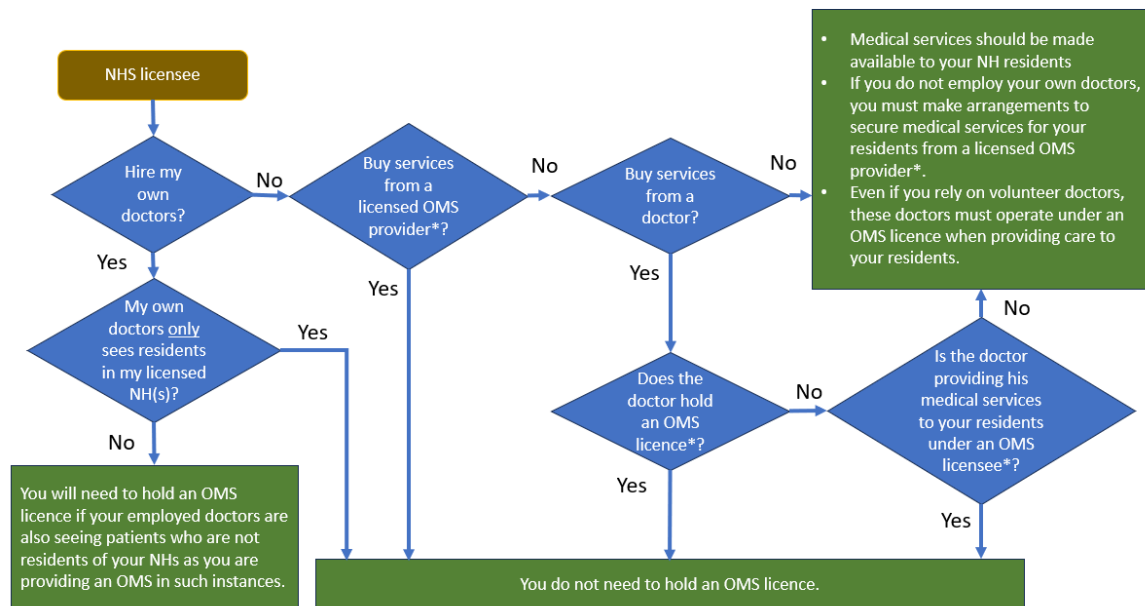 NHS licensee
Hire my
own
doctors?
No
Buy services
from a
licensed OMS
provider*?
No
Buy services
from a
doctor?
No
• Medical services should be made
available to your NH residents
• If you do not employ your own doctors,
you must make arrangements to
secure medical services for your
residents from a licensed OMS
provider*.
• Even if you rely on volunteer doctors,
these doctors must operate under an
OMS licence when providing care to
your residents.
Yes
Yes
Yes
No
My own
doctors only
sees residents
in my licensed
NH(s)?
Yes
Does the
doctor hold
an OMS
licence*?
No
Is the doctor
providing his
medical services
to your residents
under an OMS
licensee*?
No
Yes
Yes
You will need to hold an OMS
licence if your employed doctors are
also seeing patients who are not
residents of your NHs as you are
providing an OMS in such instances.
You do not need to hold an OMS licence.